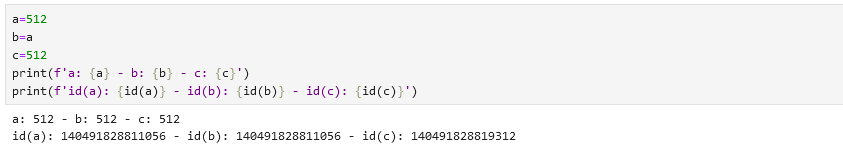 a=512
b=a
c=512
print(f'a: {a} - b: {b} - c: {c}')
print(f'id(a): {id(a)} - id(b): {id(b)} - id(c): {id(c)}')
a: 512 - b: 512 - c: 512
id(a): 140491828811056 - id(b): 140491828811056 - id(c): 140491828819312